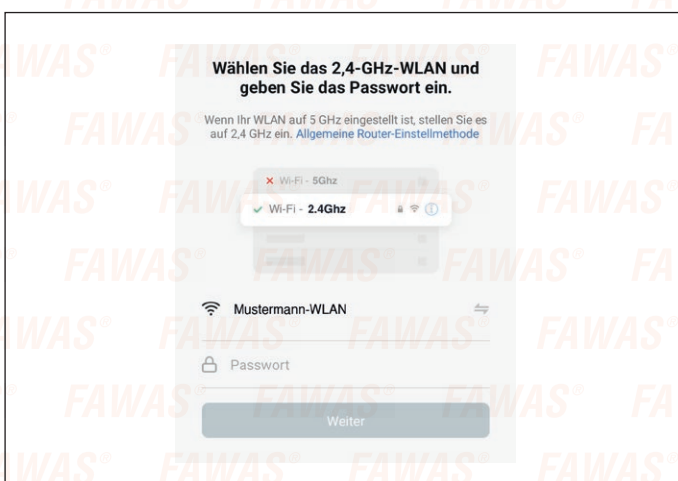 Wählen Sie das 2,4-GHz-WLAN und
geben Sie das Passwort ein.
Wenn Ihr WLAN auf 5 GHz eingestellt ist, stellen Sie es
auf 2,4 GHz ein. Allgemeine Router-Einstellmethode
Wi-Fi - 5Ghz
Wi-Fi - 2.4Ghz
Mustermann-WLAN
Passwort
Weiter
FAWAS®